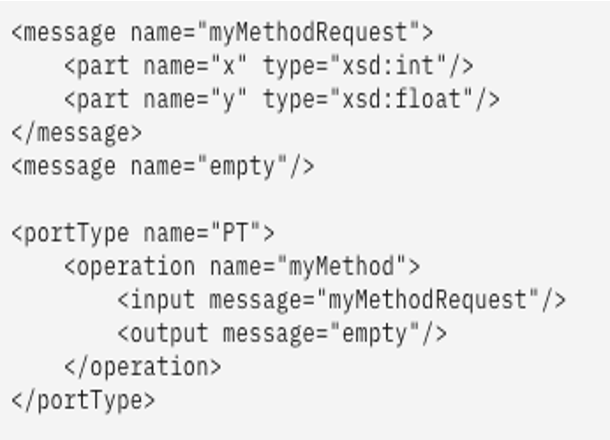 <message name="myMethodRequest">
    <part name="x" type="xsd:int"/>
    <part name="y" type="xsd:float"/>
</message>
<message name="empty"/>

<portType name="PT">
    <operation name="myMethod">
        <input message="myMethodRequest"/>
        <output message="empty"/>
    </operation>
</portType>